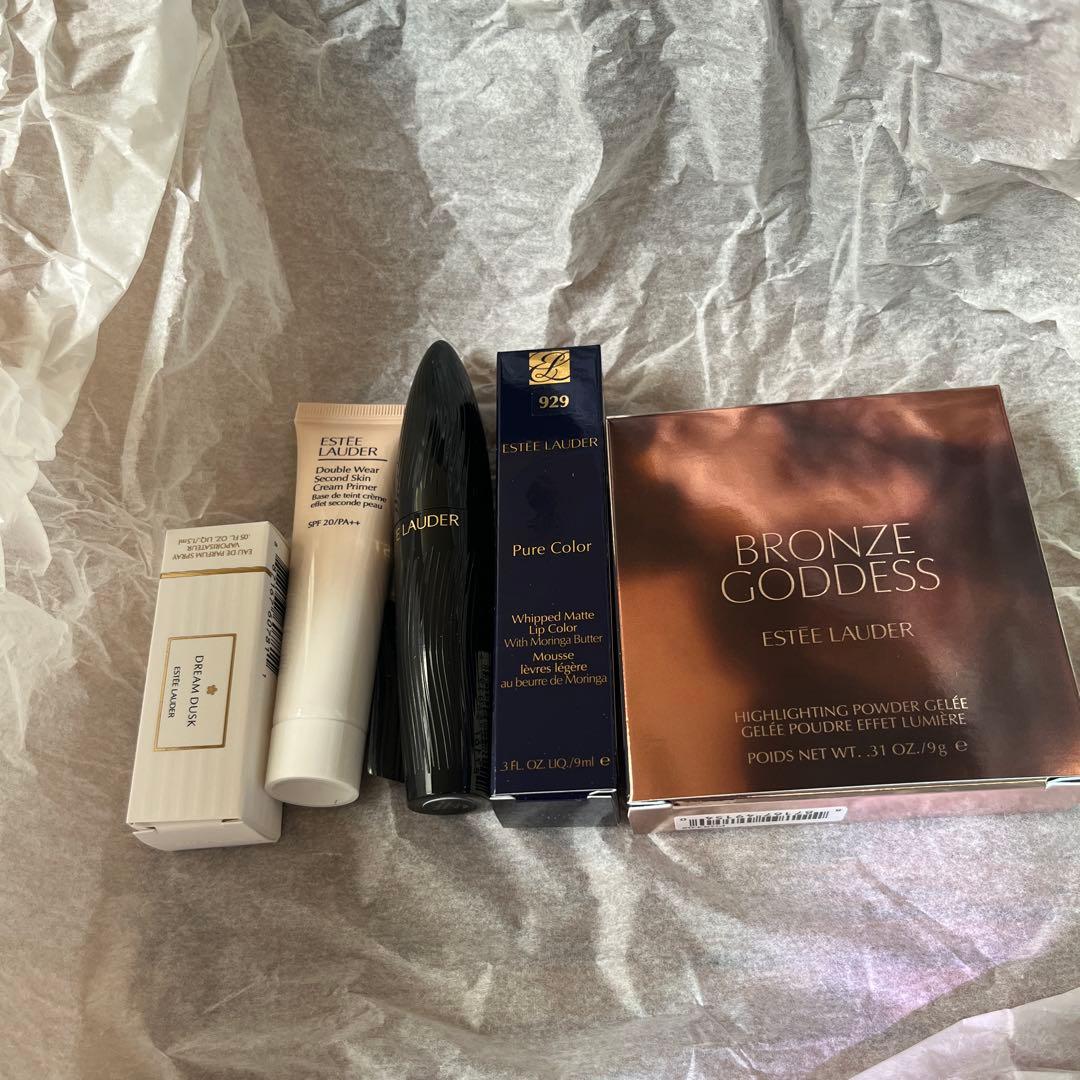 EAU DE PARFUM SPRAY
VAPORISATEUR
.05 FL. OZ. LIQ./1.5ml
DREAM DUSK
ESTĒE LAUDER
ESTĒE
LAUDER
Double Wear
Second Skin
Cream Primer
Base de teint crème
effet seconde peau
SPF 20/PA++
E LAUDER
EL
929
ESTĒE LAUDER
Pure Color
Whipped Matte
Lip Color
With Moringa Butter
Mousse
lèvres légère
au beurre de Moringa
.3 FL. OZ. LIQ./9ml e
BRONZE
GODDESS
ESTĒE LAUDER
HIGHLIGHTING POWDER GELÉE
GELÉE POUDRE EFFET LUMIÈRE
POIDS NET WT. .31 OZ./9g e